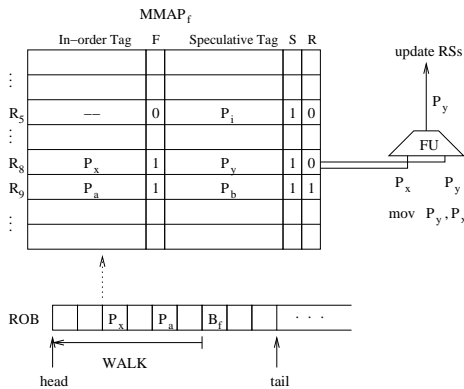 MMAP_f
In-order Tag F Speculative Tag S R
R_5 -- 0 P_i 1 0
R_8 P_x 1 P_y 1 0
R_9 P_a 1 P_b 1 1
update RSs
P_y
FU
P_x P_y
mov P_y, P_x
ROB P_x P_a B_f . . .
WALK
head tail